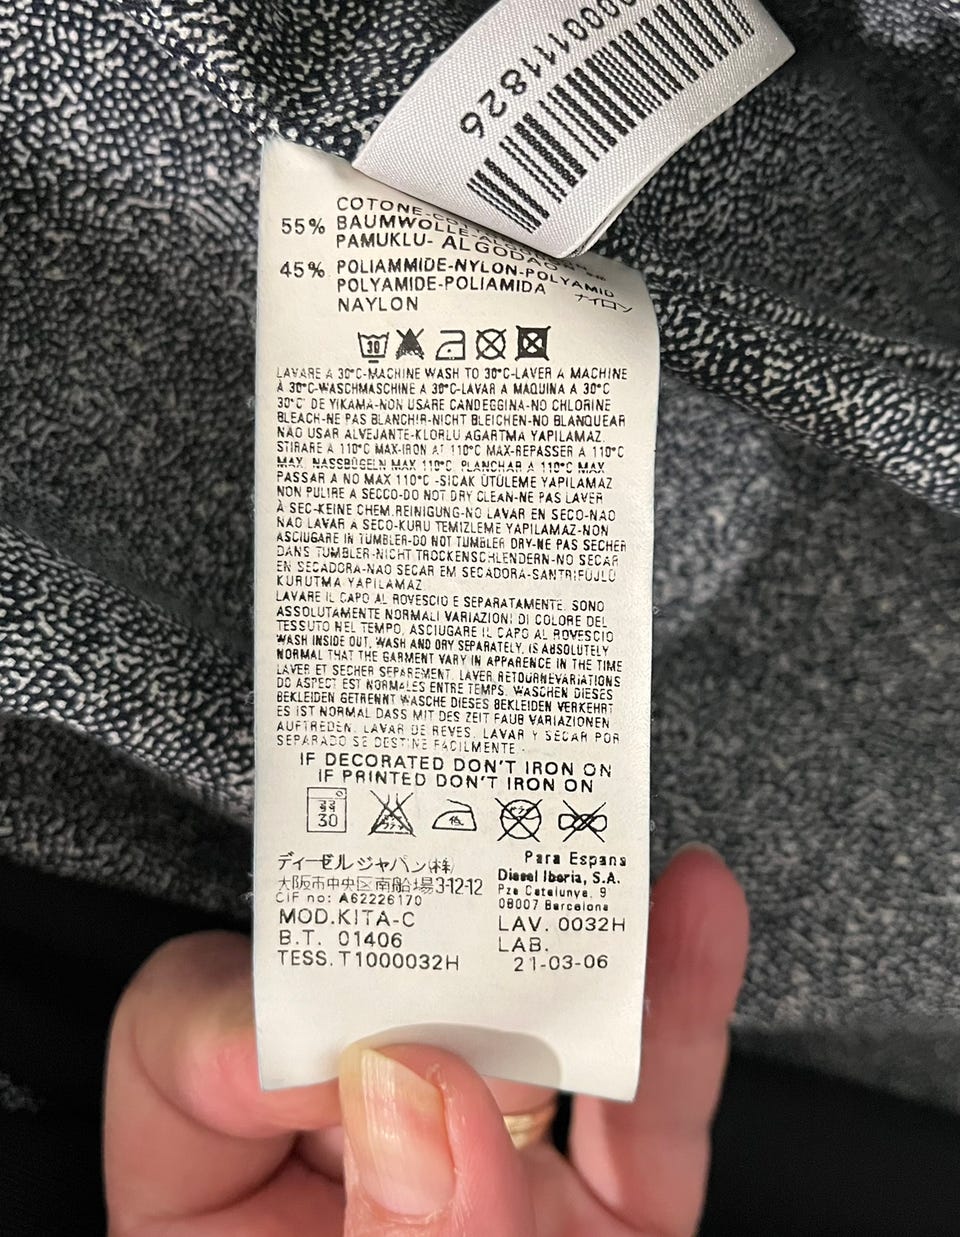 000011826
COTONE-
55% BAUMWOLLE-
PAMUKLU- ALGODAO
45% POLIAMMIDE-NYLON-POLYAMID
POLYAMIDE-POLIAMIDA ナイロン
NAYLON
30
LAVARE A 30°C-MACHINE WASH TO 30°C-LAVER A MACHINE
À 30°C-WASCHMASCHINE A 30°C-LAVAR A MAQUINA A 30°C
30°C' DE YIKAMA-NON USARE CANDEGGINA-NO CHLORINE
BLEACH-NE PAS BLANCHIR-NICHT BLEICHEN-NO BLANQUEAR
NAO USAR ALVEJANTE-KLORLU AGARTMA YAPILAMAZ.
STIRARE A 110°C MAX-IRON AT 110°C MAX-REPASSER A 110°C
MAX. NASSBÜGELN MAX 110°C. PLANCHAR A 110°C MAX.
PASSAR A NO MAX 110°C -SICAK ÜTÜLEME YAPILAMAZ
NON PULIRE A SECCO-DO NOT DRY CLEAN-NE PAS LAVER
À SEC-KEINE CHEM.REINIGUNG-NO LAVAR EN SECO-NAO
NAO LAVAR A SECO-KURU TEMIZLEME YAPILAMAZ-NON
ASCIUGARE IN TUMBLER-DO NOT TUMBLER DRY-NE PAS SECHER
DANS TUMBLER-NICHT TROCKENSCHLENDERN-NO SECAR
EN SECADORA-NAO SECAR EM SECADORA-SANTRIFÜJLÜ
KURUTMA YAPILAMAZ
LAVARE IL CAPO AL ROVESCIO E SEPARATAMENTE. SONO
ASSOLUTAMENTE NORMALI VARIAZIONI DI COLORE DEL
TESSUTO NEL TEMPO, ASCIUGARE IL CAPO AL ROVESCIO
WASH INSIDE OUT, WASH AND DRY SEPARATELY, IS ABSOLUTELY
NORMAL THAT THE GARMENT VARY IN APPARENCE IN THE TIME
LAVER ET SECHER SEPAREMENT. LAVER RETOURNEVARIATIONS
DO ASPECT EST NORMALES ENTRE TEMPS. WASCHEN DIESES
BEKLEIDEN GETRENNT WASCHE DIESES BEKLEIDEN VERKEHRT
ES IST NORMAL DASS MIT DES ZEIT FAUB VARIAZIONEN
AUFTREDEN. LAVAR DE REVES. LAVAR Y SECAR POR
SEPARADO SE DESTINE FACILMENTE -
IF DECORATED DON'T IRON ON
IF PRINTED DON'T IRON ON
30 低
ディーゼルジャパン(株)
大阪市中央区南船場3-12-12
CIF no: A62226170
MOD.KITA-C
B.T. 01406
TESS. T1000032H
Para Espana
Diesel Iberia, S.A.
Pza Catalunya, 9
08007 Barcelona
LAV. 0032H
LAB.
21-03-06